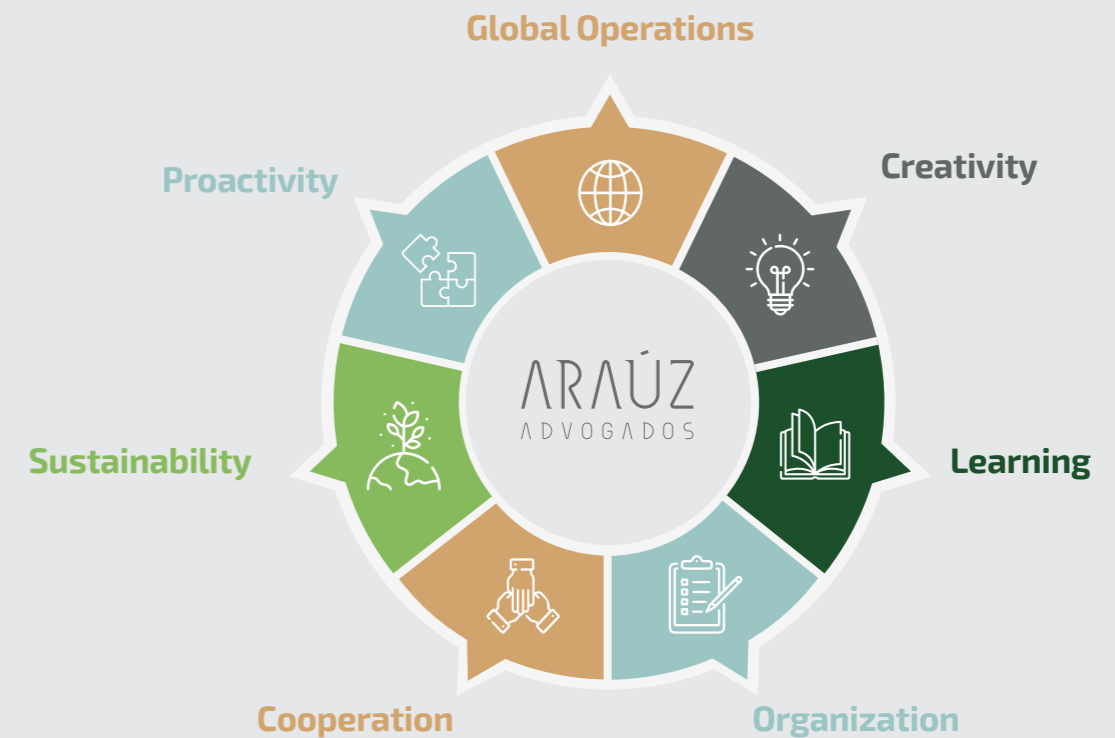 Global Operations
Proactivity
Creativity
ARAÚZ
ADVOGADOS
Sustainability
Learning
Cooperation
Organization